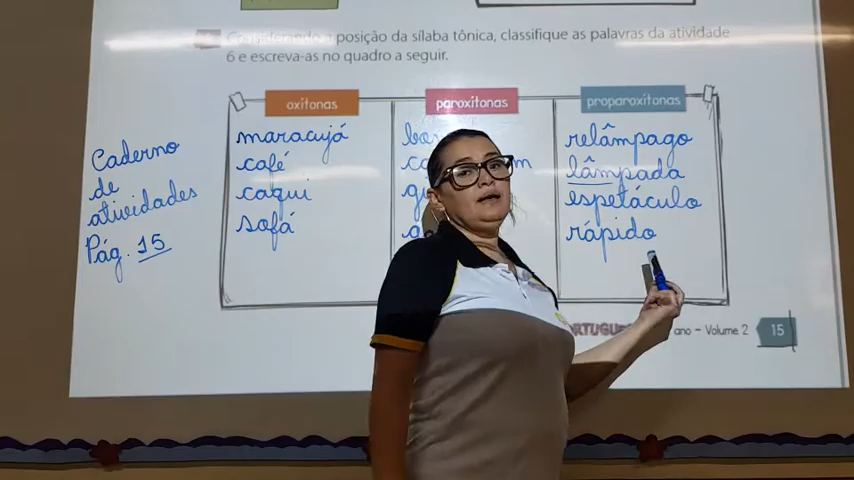 Considerando a posição da sílaba tônica, classifique as palavras da atividade
6 e escreva-as no quadro a seguir.
Caderno
de
atividades
Pág. 15
oxítonas
maracujá
café
caqui
sofá
paroxítonas
proparoxítonas
relâmpago
lâmpada
espetáculo
rápido
ano – Volume 2
15